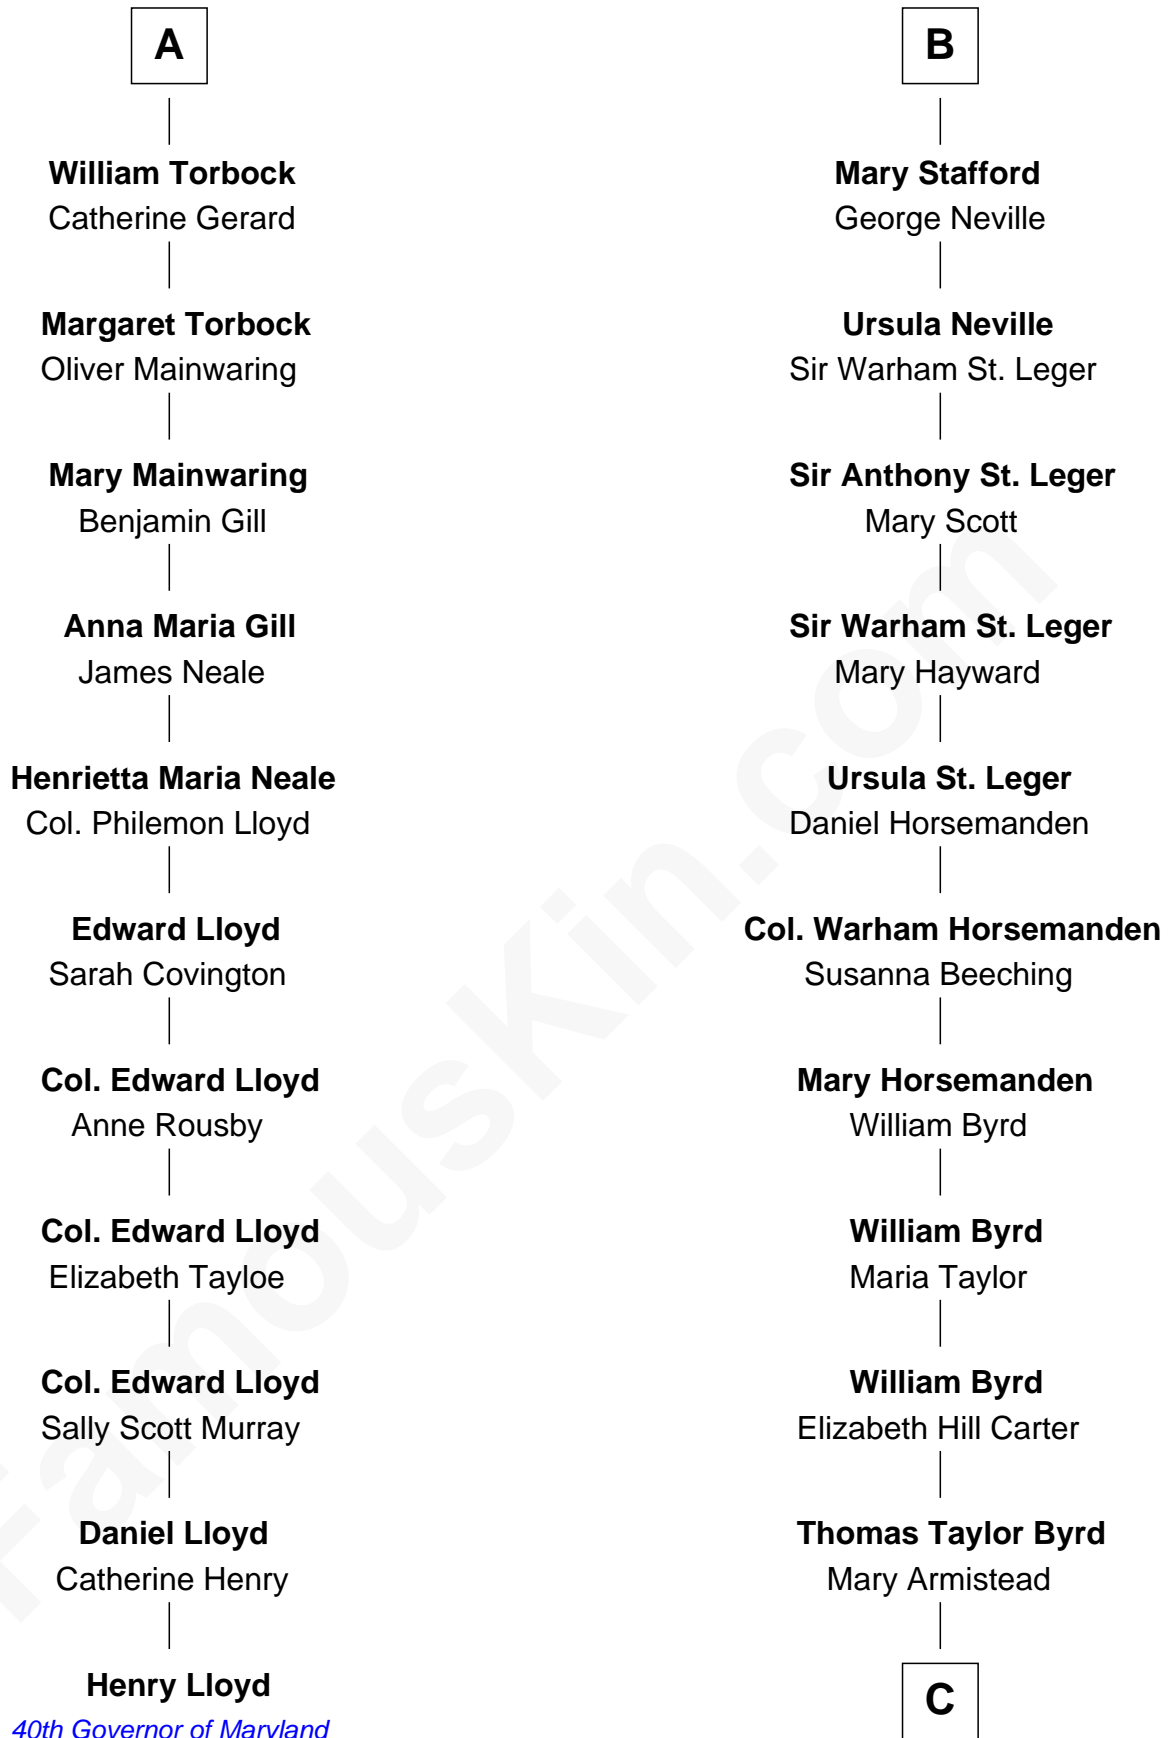 A
William Torbock
Catherine Gerard
Margaret Torbock
Oliver Mainwaring
Mary Mainwaring
Benjamin Gill
Anna Maria Gill
James Neale
Henrietta Maria Neale
Col. Philemon Lloyd
Edward Lloyd
Sarah Covington
Col. Edward Lloyd
Anne Rousby
Col. Edward Lloyd
Elizabeth Tayloe
Col. Edward Lloyd
Sally Scott Murray
Daniel Lloyd
Catherine Henry
Henry Lloyd
40th Governor of Maryland
B
Mary Stafford
George Neville
Ursula Neville
Sir Warham St. Leger
Sir Anthony St. Leger
Mary Scott
Sir Warham St. Leger
Mary Hayward
Ursula St. Leger
Daniel Horsemanden
Col. Warham Horsemanden
Susanna Beeching
Mary Horsemanden
William Byrd
William Byrd
Maria Taylor
William Byrd
Elizabeth Hill Carter
Thomas Taylor Byrd
Mary Armistead
C
FamousKin.com